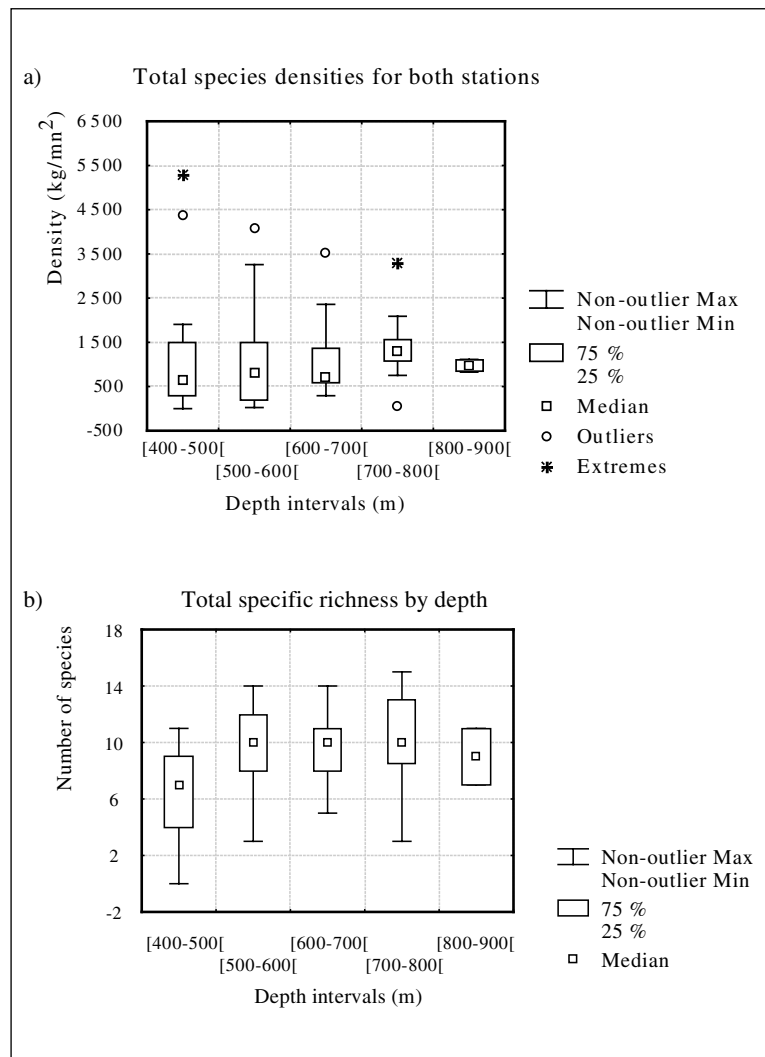 a) Total species densities for both stations
Density (kg/mn2)
6 500
5 500
4 500
3 500
2 500
1 500
500
-500
[400-500[
[500-600[
[600-700[
[700-800[
[800-900[
Depth intervals (m)
Non-outlier Max
Non-outlier Min
75 %
25 %
Median
Outliers
Extremes
b) Total specific richness by depth
Number of species
18
14
10
6
2
-2
[400-500[
[500-600[
[600-700[
[700-800[
[800-900[
Depth intervals (m)
Non-outlier Max
Non-outlier Min
75 %
25 %
Median